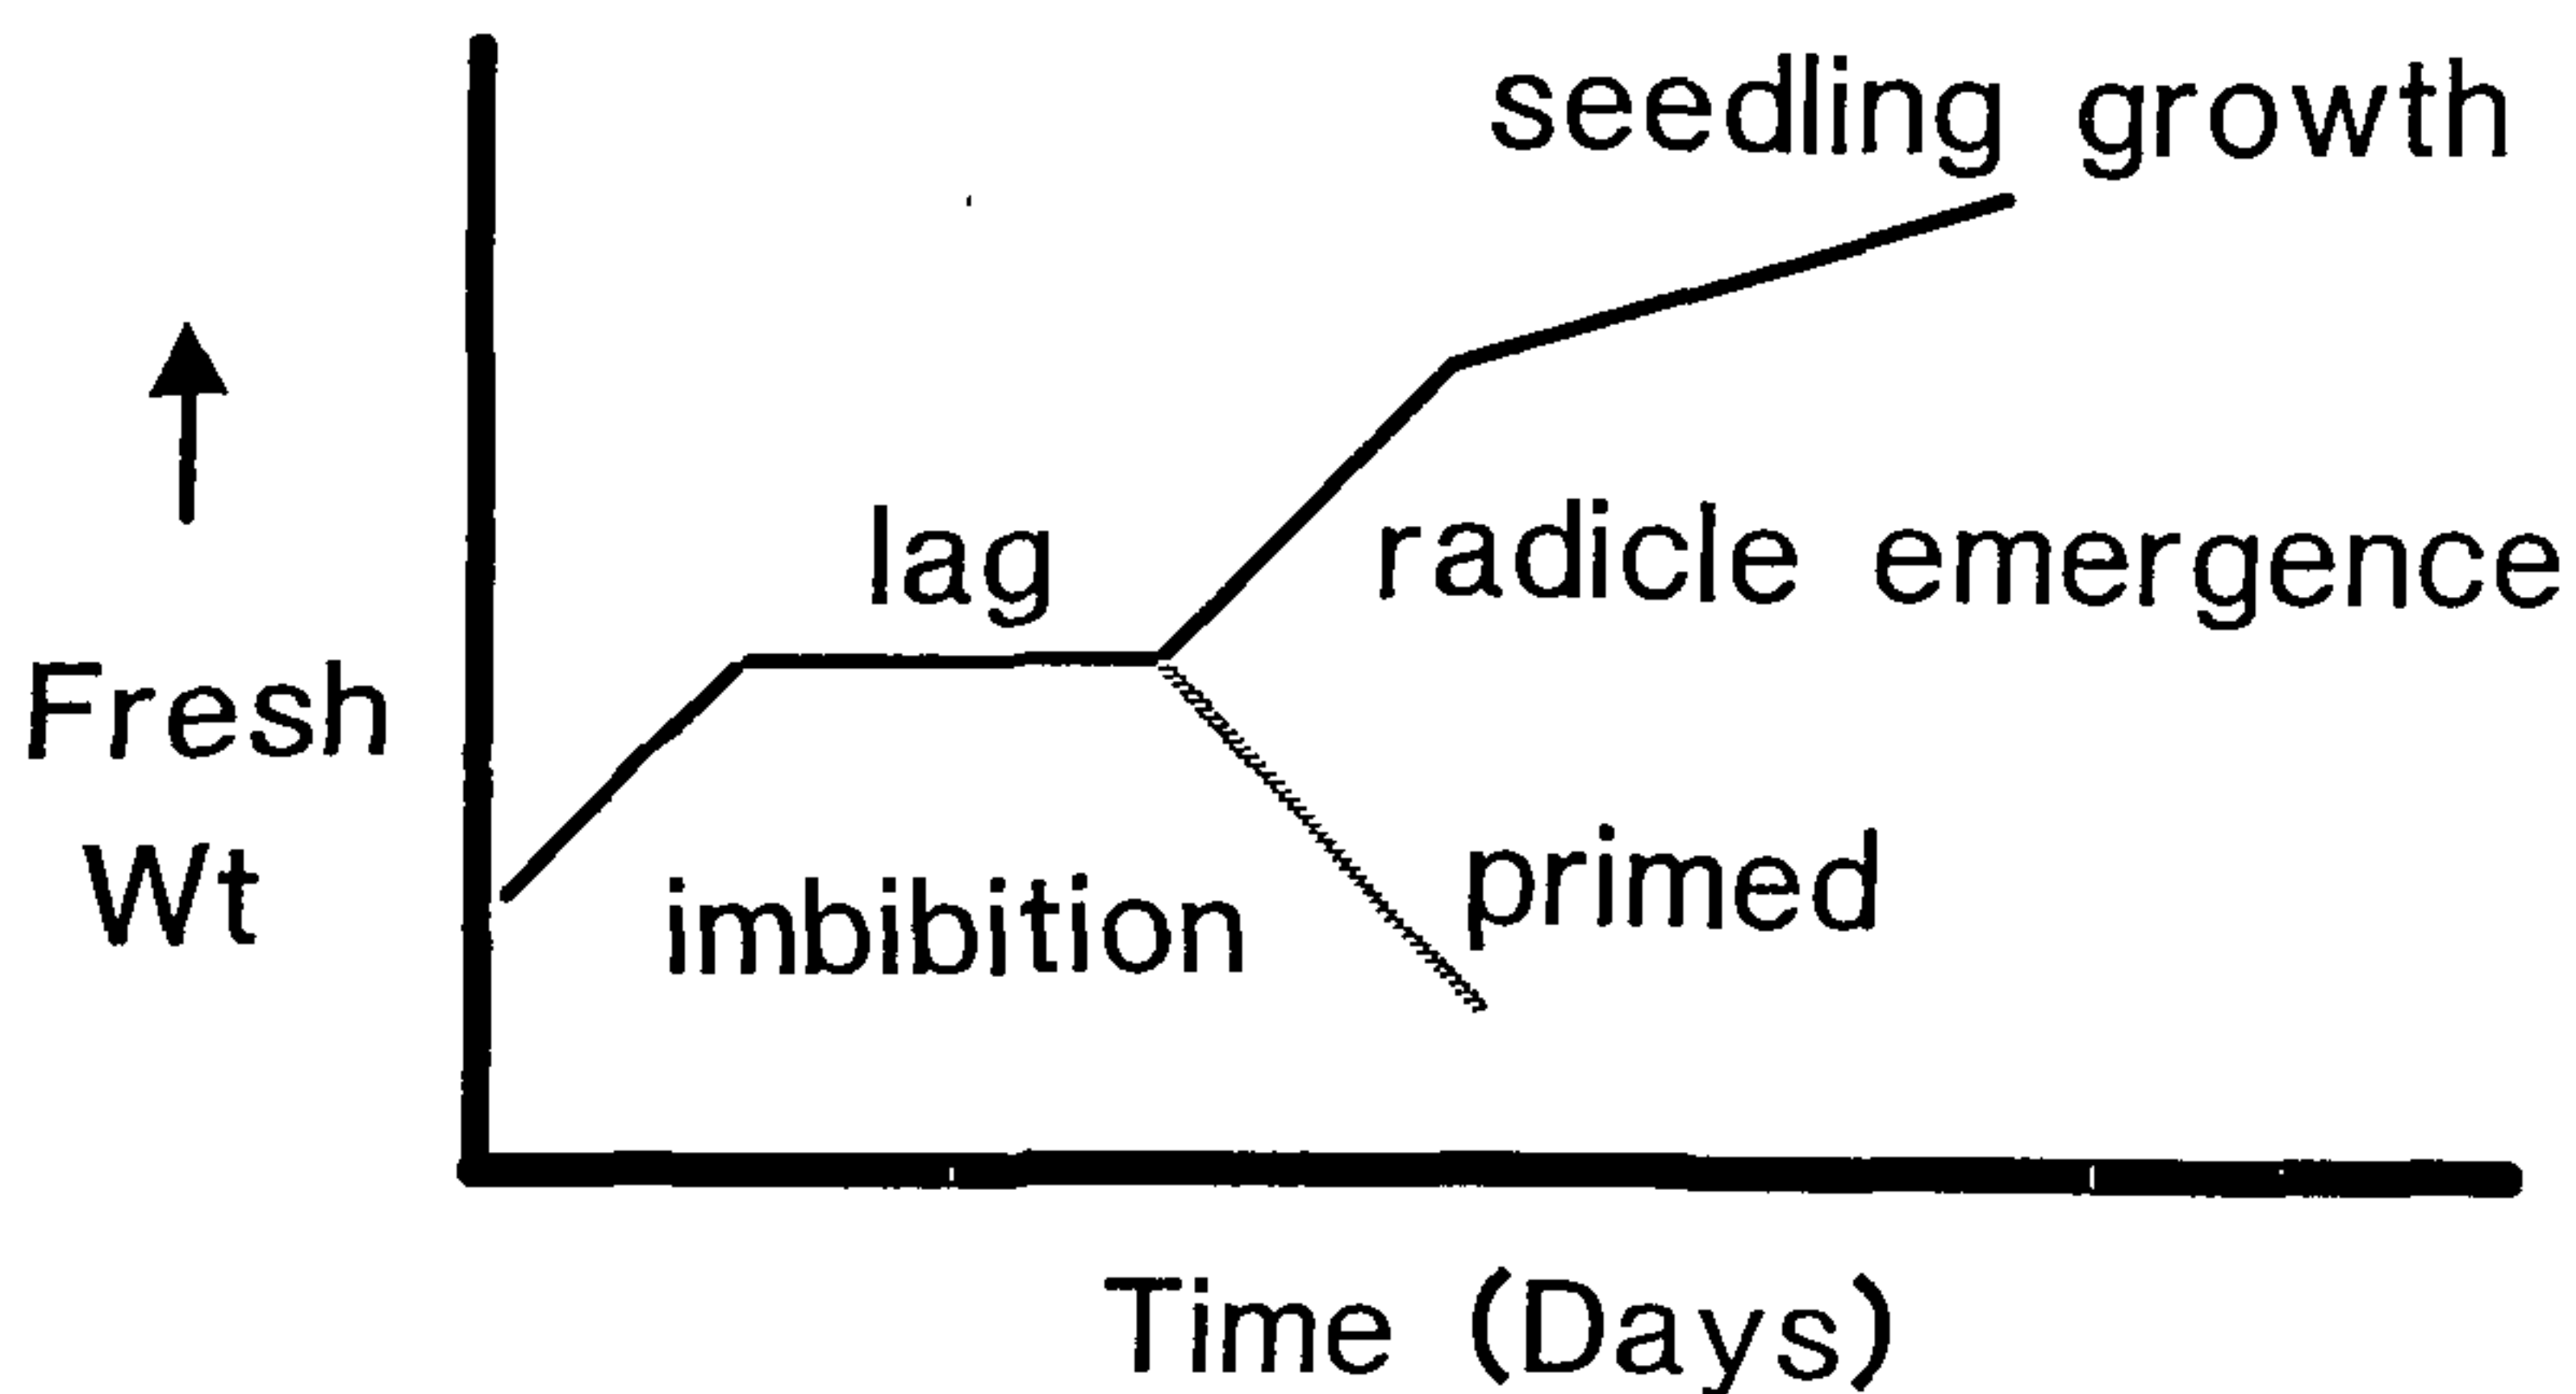 seedling growth
lag
radicle emergence
Fresh
Wt
imbibition
primed
Time (Days)